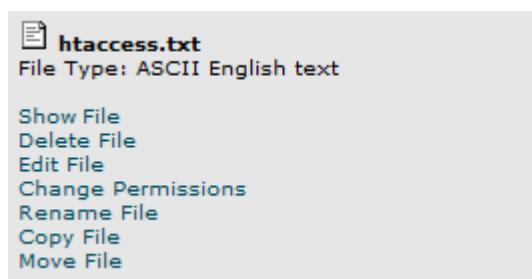 htaccess.txt
File Type: ASCII English text
Show File
Delete File
Edit File
Change Permissions
Rename File
Copy File
Move File